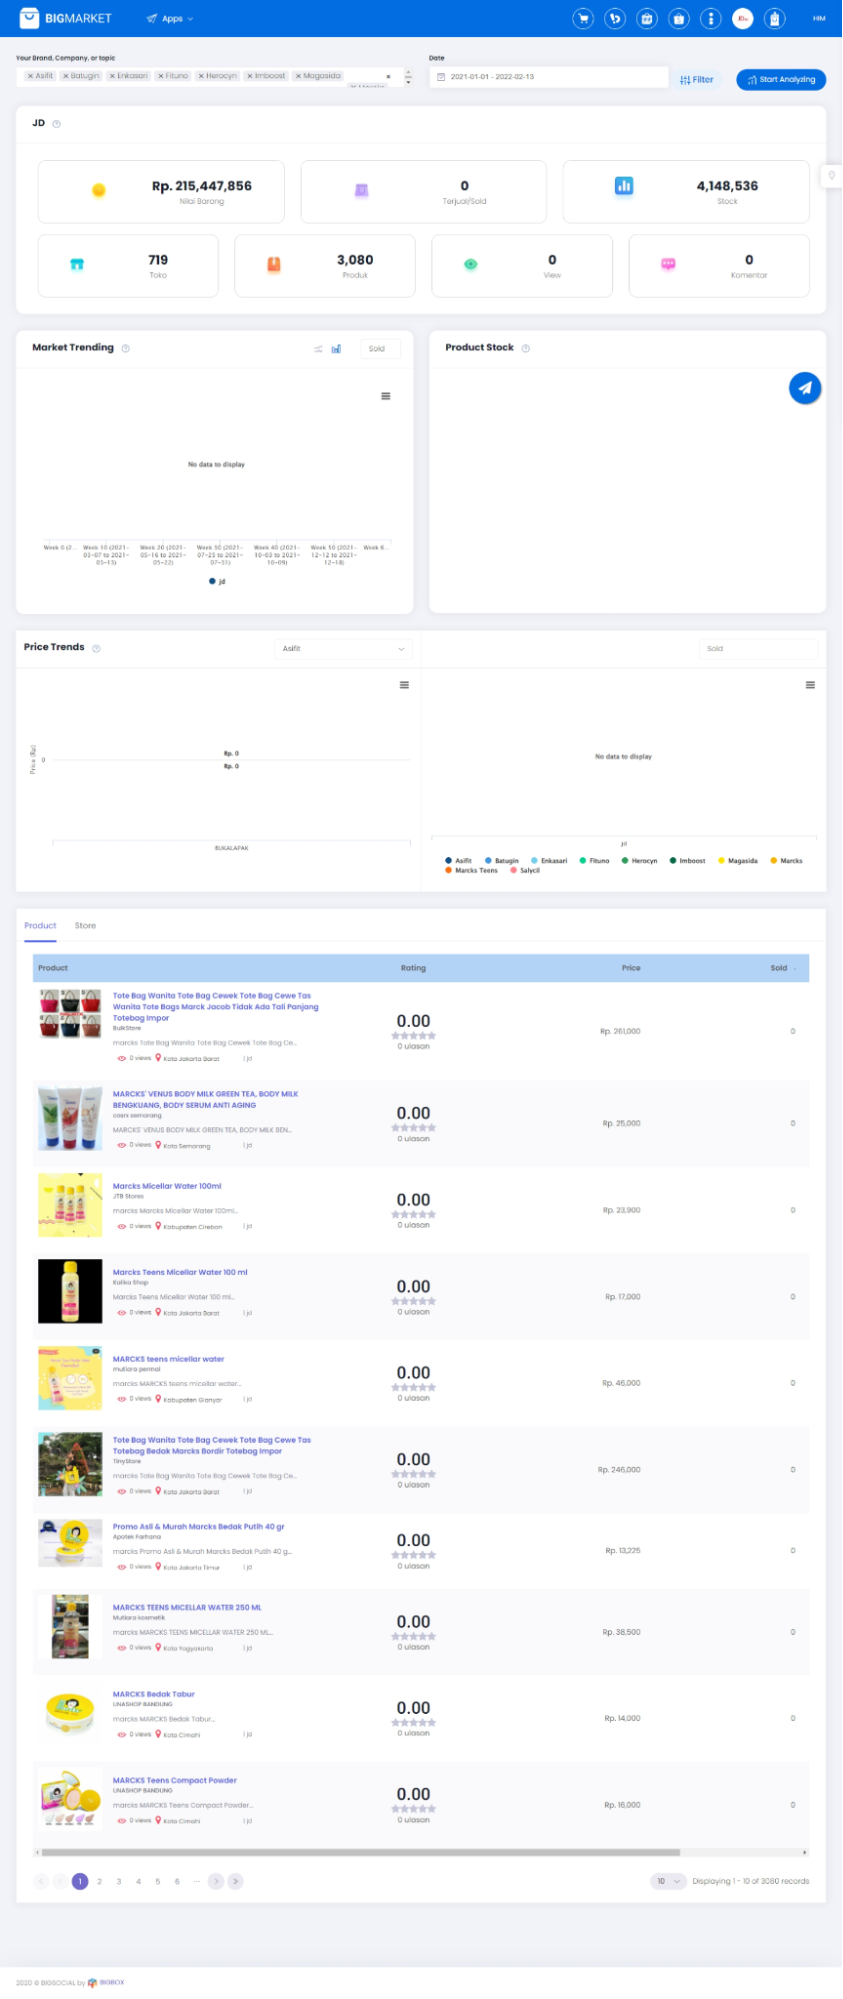 BIGMARKET
Apps
HIM
Your Brand, Company, or topic
× Asifit × Batugin × Enkasari × Fituno × Herocyn × Imboost × Magasida
Date
2021-01-01 - 2022-02-13
Filter
Start Analyzing
JD
Rp. 215,447,856
Nilai Barang
0
Terjual/Sold
4,148,536
Stock
719
Toko
3,080
Produk
0
View
0
Komentar
Market Trending
Sold
No data to display
Week 0 (2...
Week 10 (2021-03-07 to 2021-03-13)
Week 20 (2021-05-16 to 2021-05-22)
Week 30 (2021-07-25 to 2021-07-31)
Week 40 (2021-10-03 to 2021-10-09)
Week 50 (2021-12-12 to 2021-12-18)
Week 6...
jd
Product Stock
Price Trends
Asifit
Price (Rp)
0
Rp. 0
Rp. 0
BUKALAPAK
Sold
No data to display
jd
Asifit Batugin Enkasari Fituno Herocyn Imboost Magasida Marcks
Marcks Teens Salycil
Product Store
Product Rating Price Sold
Tote Bag Wanita Tote Bag Cewek Tote Bag Cewe Tas
Wanita Tote Bags Marck Jacob Tidak Ada Tali Panjang
Totebag Impor
BulkStore
marcks Tote Bag Wanita Tote Bag Cewek Tote Bag Ce...
0 views Kota Jakarta Barat | jd
0.00
0 ulasan
Rp. 261,000
0
MARCKS' VENUS BODY MILK GREEN TEA, BODY MILK
BENGKUANG, BODY SERUM ANTI AGING
cosrx semarang
MARCKS' VENUS BODY MILK GREEN TEA, BODY MILK BEN...
0 views Kota Semarang | jd
0.00
0 ulasan
Rp. 25,000
0
Marcks Micellar Water 100ml
JTB Stores
marcks Marcks Micellar Water 100ml...
0 views Kabupaten Cirebon | jd
0.00
0 ulasan
Rp. 23,900
0
Marcks Teens Micellar Water 100 ml
Kalika Shop
Marcks Teens Micellar Water 100 ml...
0 views Kota Jakarta Barat | jd
0.00
0 ulasan
Rp. 17,000
0
MARCKS teens micellar water
mutiara permai
marcks MARCKS teens micellar water...
0 views Kabupaten Gianyar | jd
0.00
0 ulasan
Rp. 46,000
0
Tote Bag Wanita Tote Bag Cewek Tote Bag Cewe Tas
Totebag Bedak Marcks Bordir Totebag Impor
TinyStore
marcks Tote Bag Wanita Tote Bag Cewek Tote Bag Ce...
0 views Kota Jakarta Barat | jd
0.00
0 ulasan
Rp. 246,000
0
Promo Asli & Murah Marcks Bedak Putih 40 gr
Apotek Farhana
marcks Promo Asli & Murah Marcks Bedak Putih 40 g...
0 views Kota Jakarta Timur | jd
0.00
0 ulasan
Rp. 13,225
0
MARCKS TEENS MICELLAR WATER 250 ML
Mutiara kosmetik
marcks MARCKS TEENS MICELLAR WATER 250 ML...
0 views Kota Yogyakarta | jd
0.00
0 ulasan
Rp. 38,500
0
MARCKS Bedak Tabur
UNASHOP BANDUNG
marcks MARCKS Bedak Tabur...
0 views Kota Cimahi | jd
0.00
0 ulasan
Rp. 14,000
0
MARCKS Teens Compact Powder
UNASHOP BANDUNG
marcks MARCKS Teens Compact Powder...
0 views Kota Cimahi | jd
0.00
0 ulasan
Rp. 16,000
0
« ‹ 1 2 3 4 5 6 ... › »
10
Displaying 1 - 10 of 3080 records
2020 © BIGSOCIAL by BIGBOX